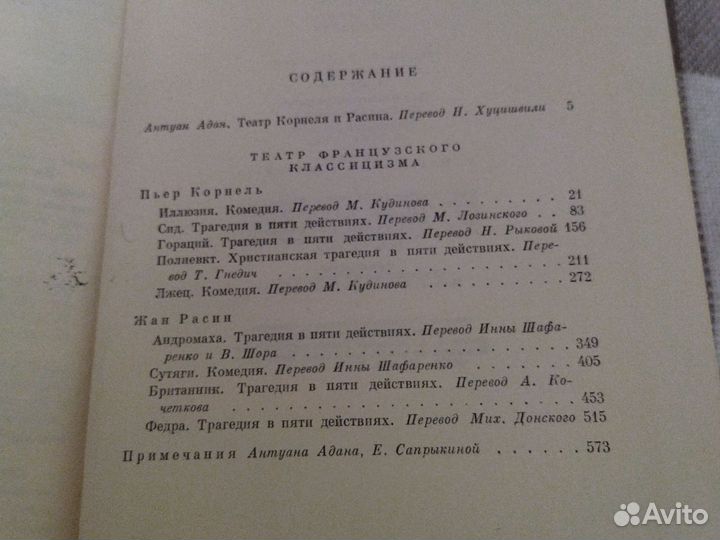 СОДЕРЖАНИЕ
Антуан Адан, Театр Корнеля и Расина. Перевод Н. Хуцишвили 5
ТЕАТР ФРАНЦУЗСКОГО
КЛАССИЦИЗМА
Пьер Корнель
Иллюзия. Комедия. Перевод М. Кудинова . . . . . . . 21
Сид. Трагедия в пяти действиях. Перевод М. Лозинского . . 83
Гораций. Трагедия в пяти действиях. Перевод Н. Рыковой 156
Полиевкт. Христианская трагедия в пяти действиях. Пере-
вод Т. Гнедич . . . . . . . . . . . . . . . . 211
Лжец. Комедия. Перевод М. Кудинова . . . . . . . . 272
Жан Расин
Андромаха. Трагедия в пяти действиях. Перевод Инны Шафа-
ренко и В. Шора . . . . . . . . . . . . . . . 349
Сутяги. Комедия. Перевод Инны Шафаренко . . . . . . 405
Британник. Трагедия в пяти действиях. Перевод А. Ко-
четкова . . . . . . . . . . . . . . . . . . 453
Федра. Трагедия в пяти действиях. Перевод Мих. Донского 515
Примечания Антуана Адана, Е. Сапрыкиной . . . . . . 573
Avito